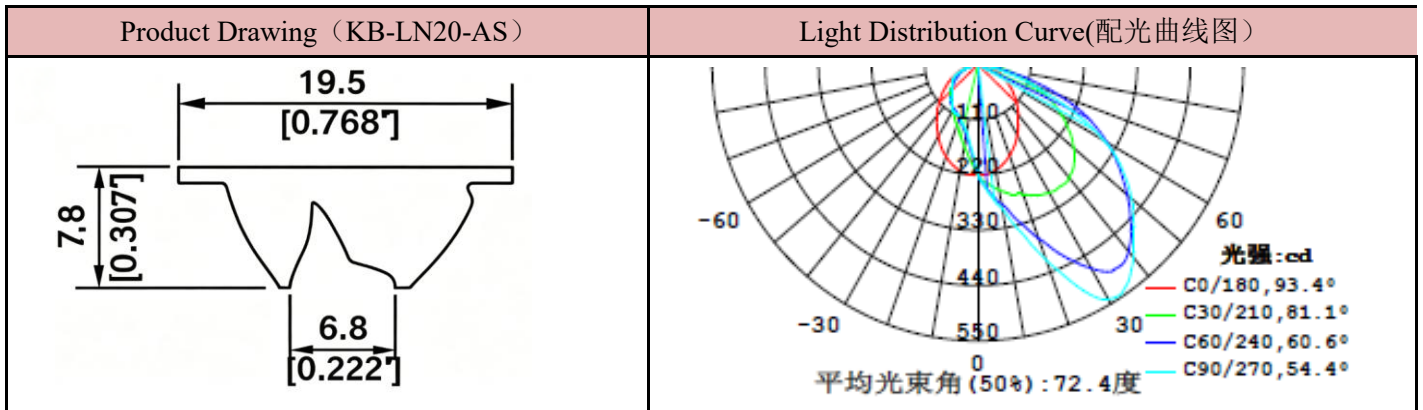 Product Drawing（KB-LN20-AS）
Light Distribution Curve(配光曲线图）
19.5
[0.768"]
7.8
[0.307"]
6.8
[0.222"]
110
220
330
440
550
-60
60
-30
30
0
光强:cd
C0/180,93.4°
C30/210,81.1°
C60/240,60.6°
C90/270,54.4°
平均光束角(50%):72.4度